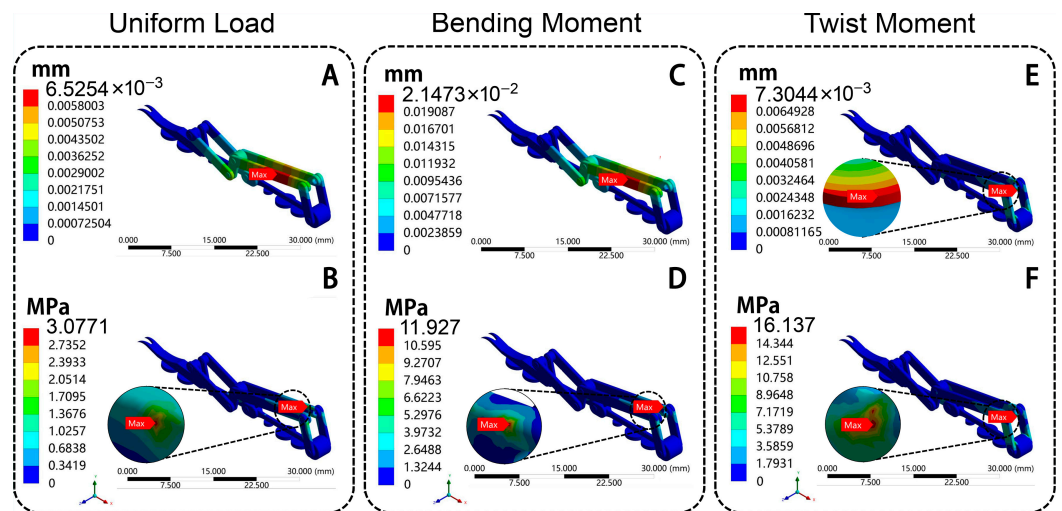 Uniform Load
Bending Moment
Twist Moment
A
mm
6.5254×10−3
0.0058003
0.0050753
0.0043502
0.0036252
0.0029002
0.0021751
0.0014501
0.00072504
0
Max
0.000 15.000 30.000 (mm)
7.500 22.500
B
MPa
3.0771
2.7352
2.3933
2.0514
1.7095
1.3676
1.0257
0.6838
0.3419
0
Max
Max
0.000 15.000 30.000 (mm)
7.500 22.500
Y
X
Z
C
mm
2.1473×10−2
0.019087
0.016701
0.014315
0.011932
0.0095436
0.0071577
0.0047718
0.0023859
0
Max
0.000 15.000 30.000 (mm)
7.500 22.500
D
MPa
11.927
10.595
9.2707
7.9463
6.6223
5.2976
3.9732
2.6488
1.3244
0
Max
Max
0.000 15.000 30.000 (mm)
7.500 22.500
Y
X
Z
E
mm
7.3044×10−3
0.0064928
0.0056812
0.0048696
0.0040581
0.0032464
0.0024348
0.0016232
0.00081165
0
Max
Max
0.000 15.000 30.000 (mm)
7.500 22.500
F
MPa
16.137
14.344
12.551
10.758
8.9648
7.1719
5.3789
3.5859
1.7931
0
Max
Max
0.000 15.000 30.000 (mm)
7.500 22.500
Y
X
Z